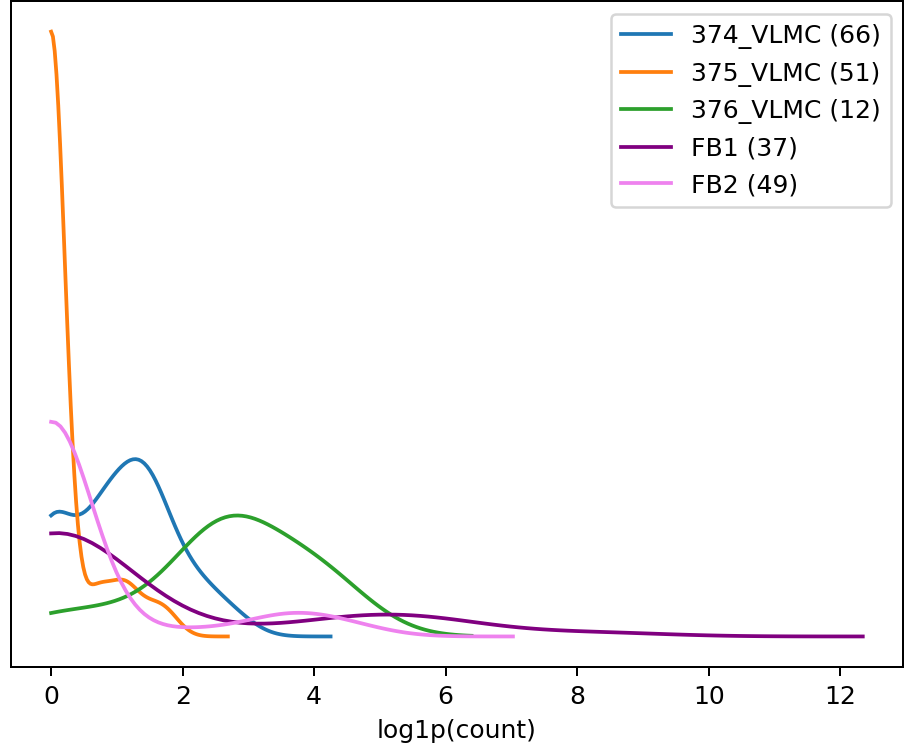 374_VLMC (66)
375_VLMC (51)
376_VLMC (12)
FB1 (37)
FB2 (49)
0 2 4 6 8 10 12
log1p(count)